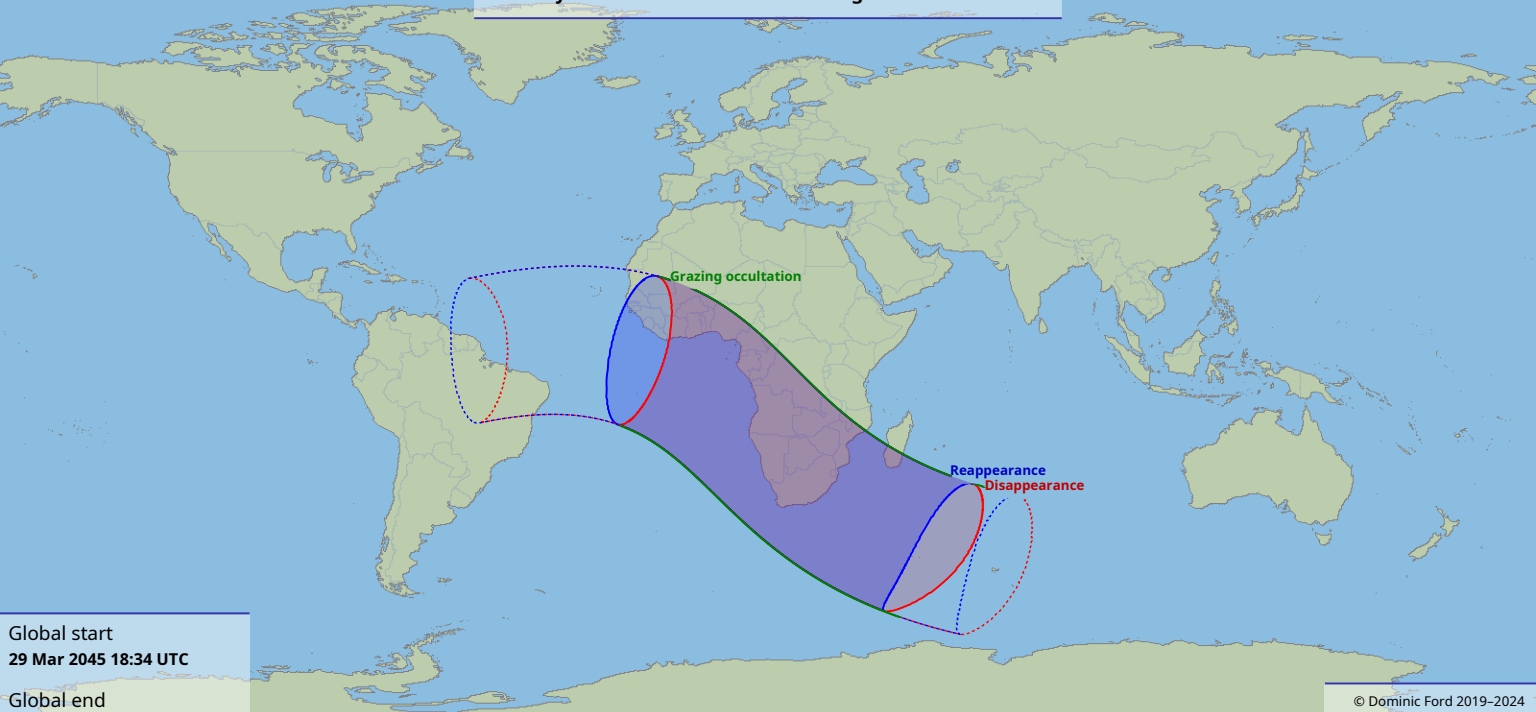 Grazing occultation
Reappearance
Disappearance
Global start
29 Mar 2045 18:34 UTC
Global end
© Dominic Ford 2019–2024